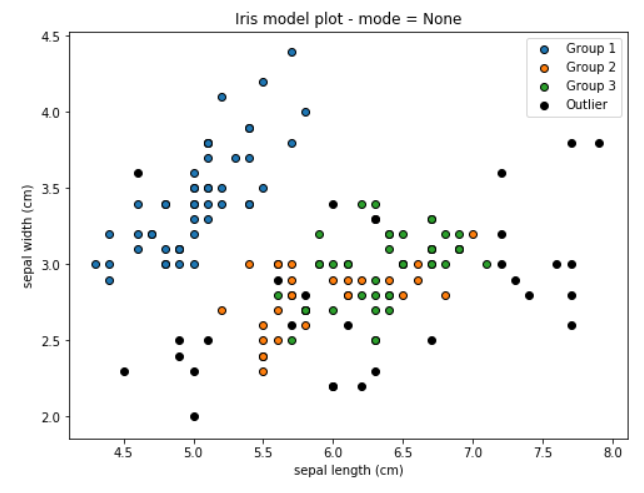 Iris model plot - mode = None
4.5
4.0
3.5
3.0
2.5
2.0
sepal width (cm)
Group 1
Group 2
Group 3
Outlier
4.5 5.0 5.5 6.0 6.5 7.0 7.5 8.0
sepal length (cm)